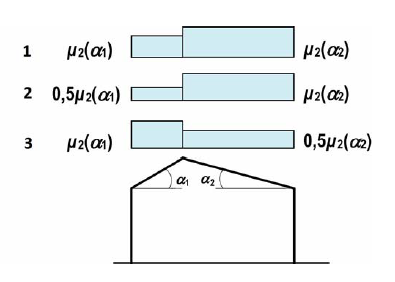 1 μ₂(α₁) μ₂(α₂)
2 0,5μ₂(α₁) μ₂(α₂)
3 μ₂(α₁) 0,5μ₂(α₂)
α₁ α₂